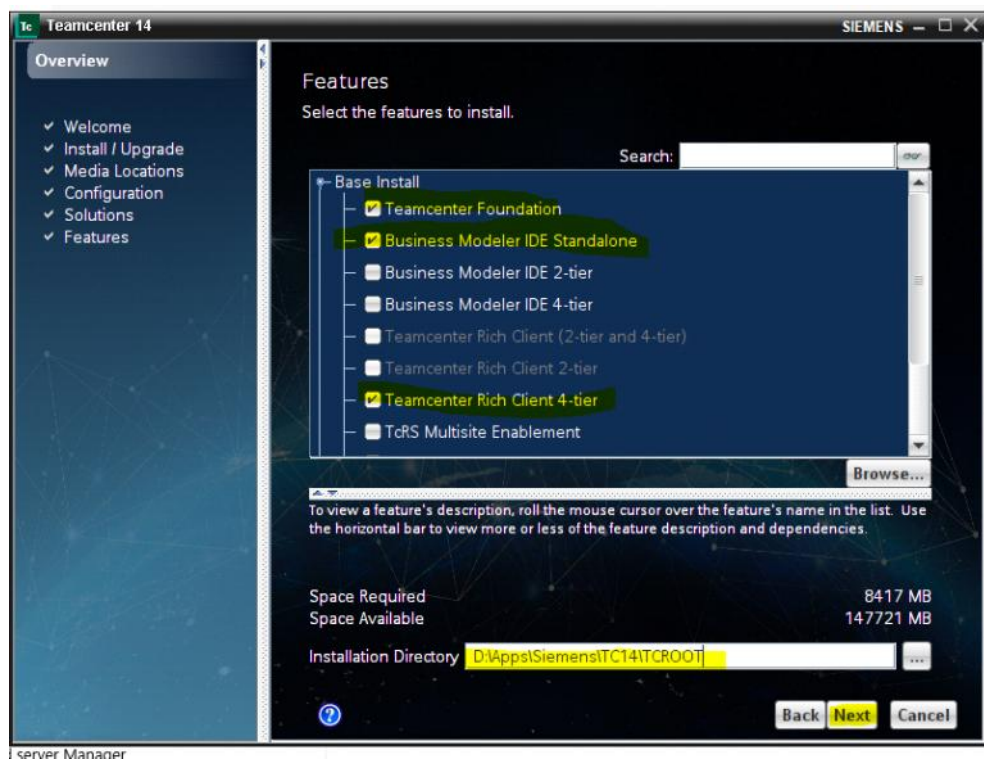 Tc Teamcenter 14
SIEMENS
Overview
Welcome
Install / Upgrade
Media Locations
Configuration
Solutions
Features
Features
Select the features to install.
Search:
Base Install
Teamcenter Foundation
Business Modeler IDE Standalone
Business Modeler IDE 2-tier
Business Modeler IDE 4-tier
Teamcenter Rich Client (2-tier and 4-tier)
Teamcenter Rich Client 2-tier
Teamcenter Rich Client 4-tier
TcRS Multisite Enablement
Browse...
To view a feature's description, roll the mouse cursor over the feature's name in the list. Use
the horizontal bar to view more or less of the feature description and dependencies.
Space Required 8417 MB
Space Available 147721 MB
Installation Directory D:\Apps\Siemens\TC14\TCROOT ...
Back Next Cancel
server Manager